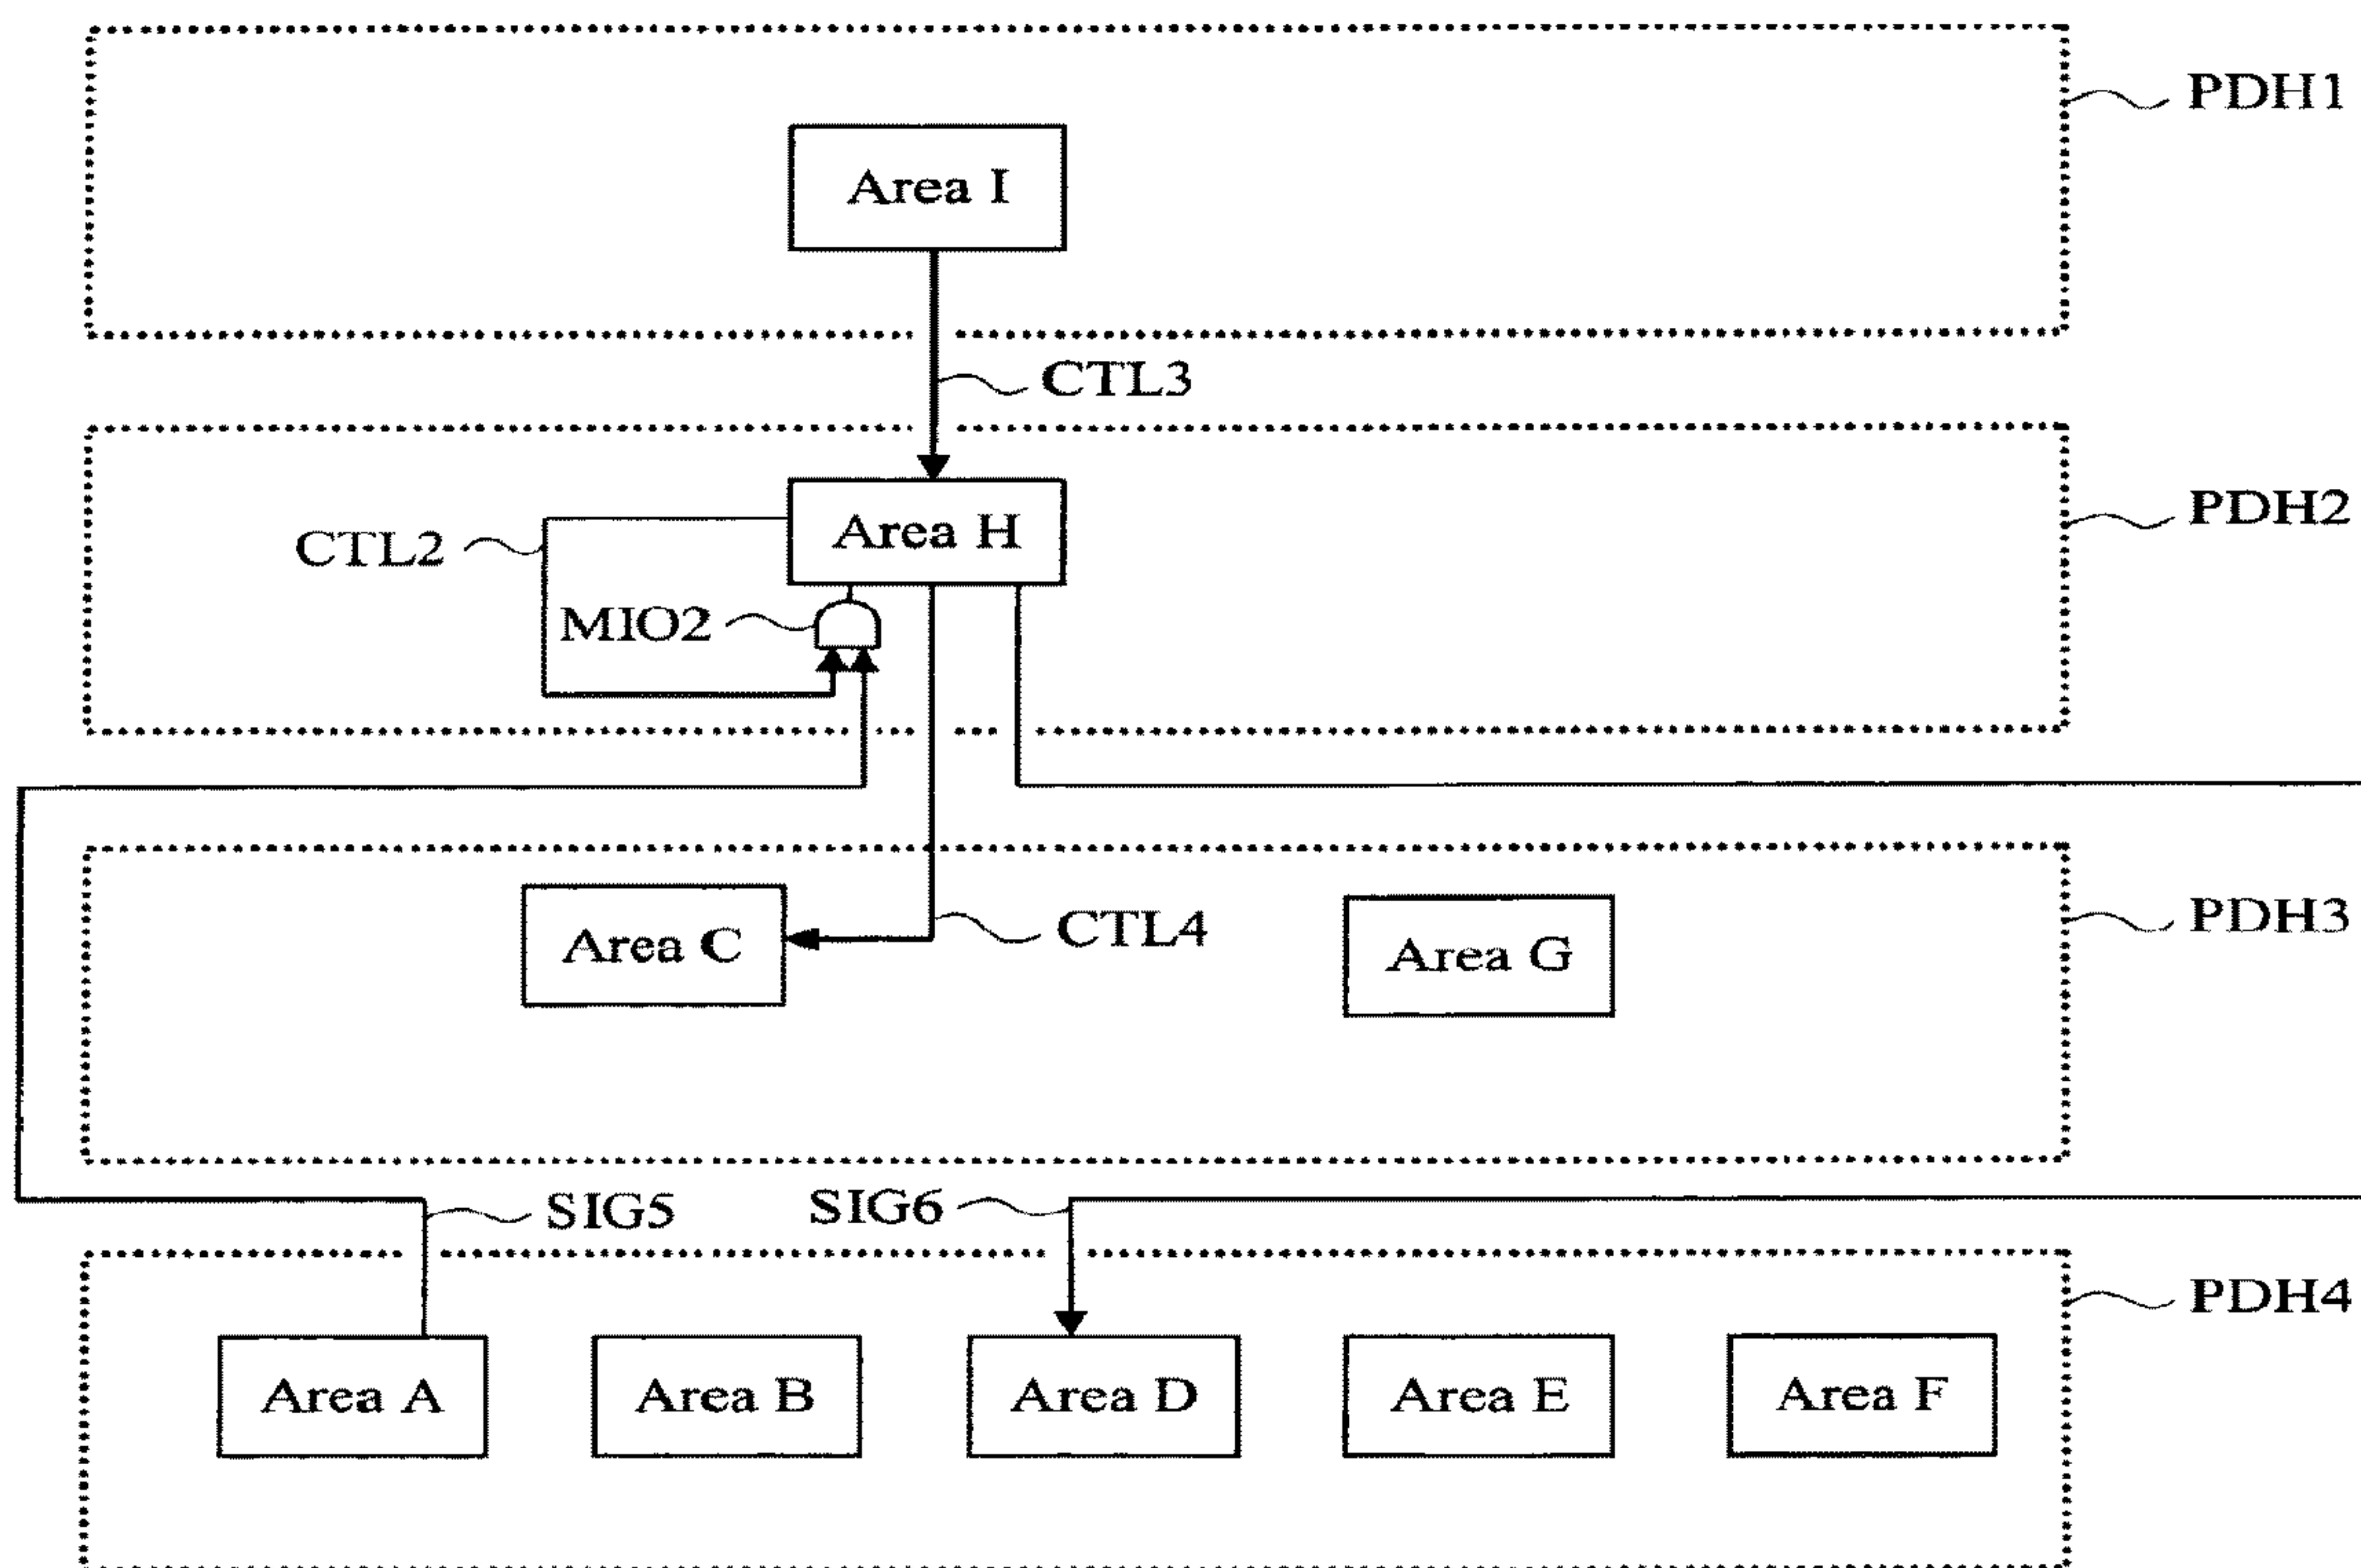 PDH1
Area I
CTL3
PDH2
Area H
CTL2
MIO2
PDH3
Area C
CTL4
Area G
SIG5
SIG6
PDH4
Area A
Area B
Area D
Area E
Area F